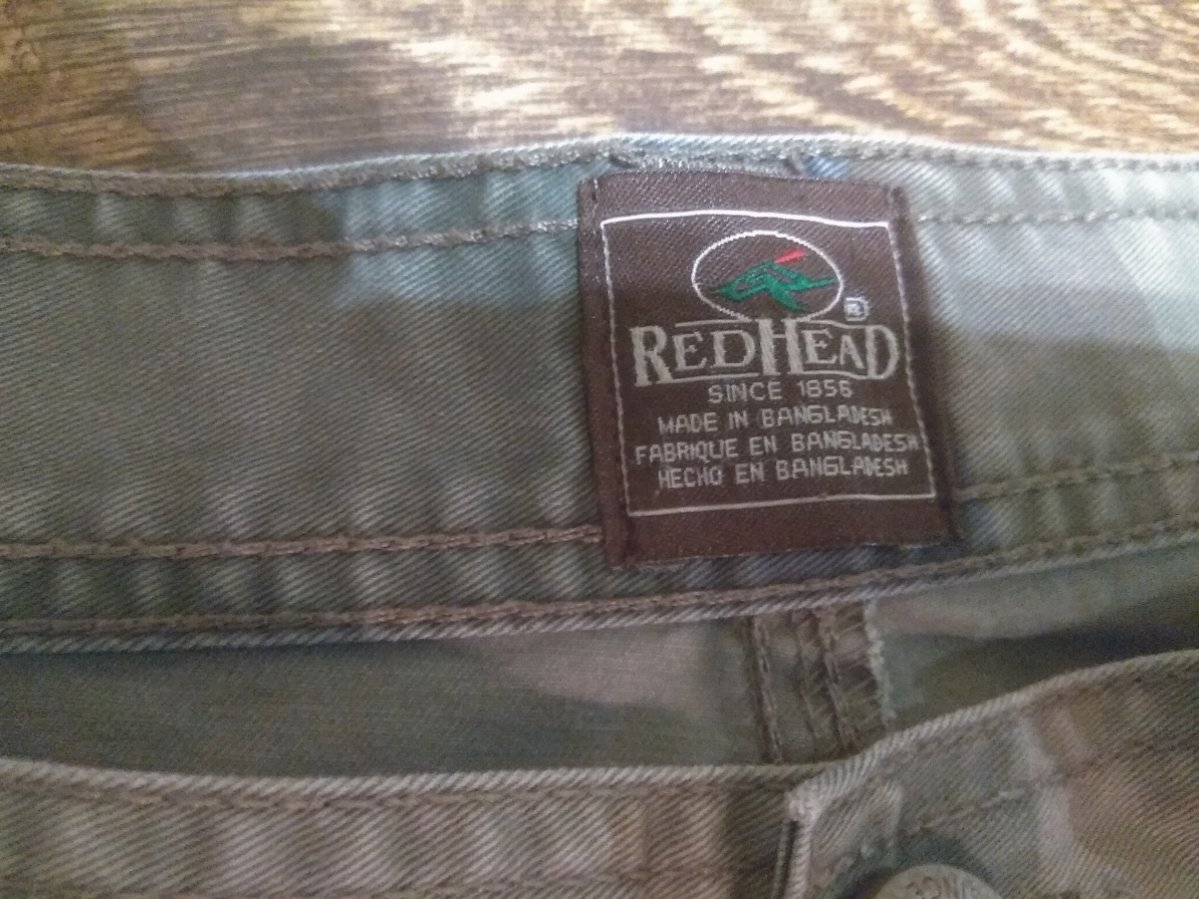 REDHEAD
®
SINCE 1856
MADE IN BANGLADESH
FABRIQUE EN BANGLADESH
HECHO EN BANGLADESH